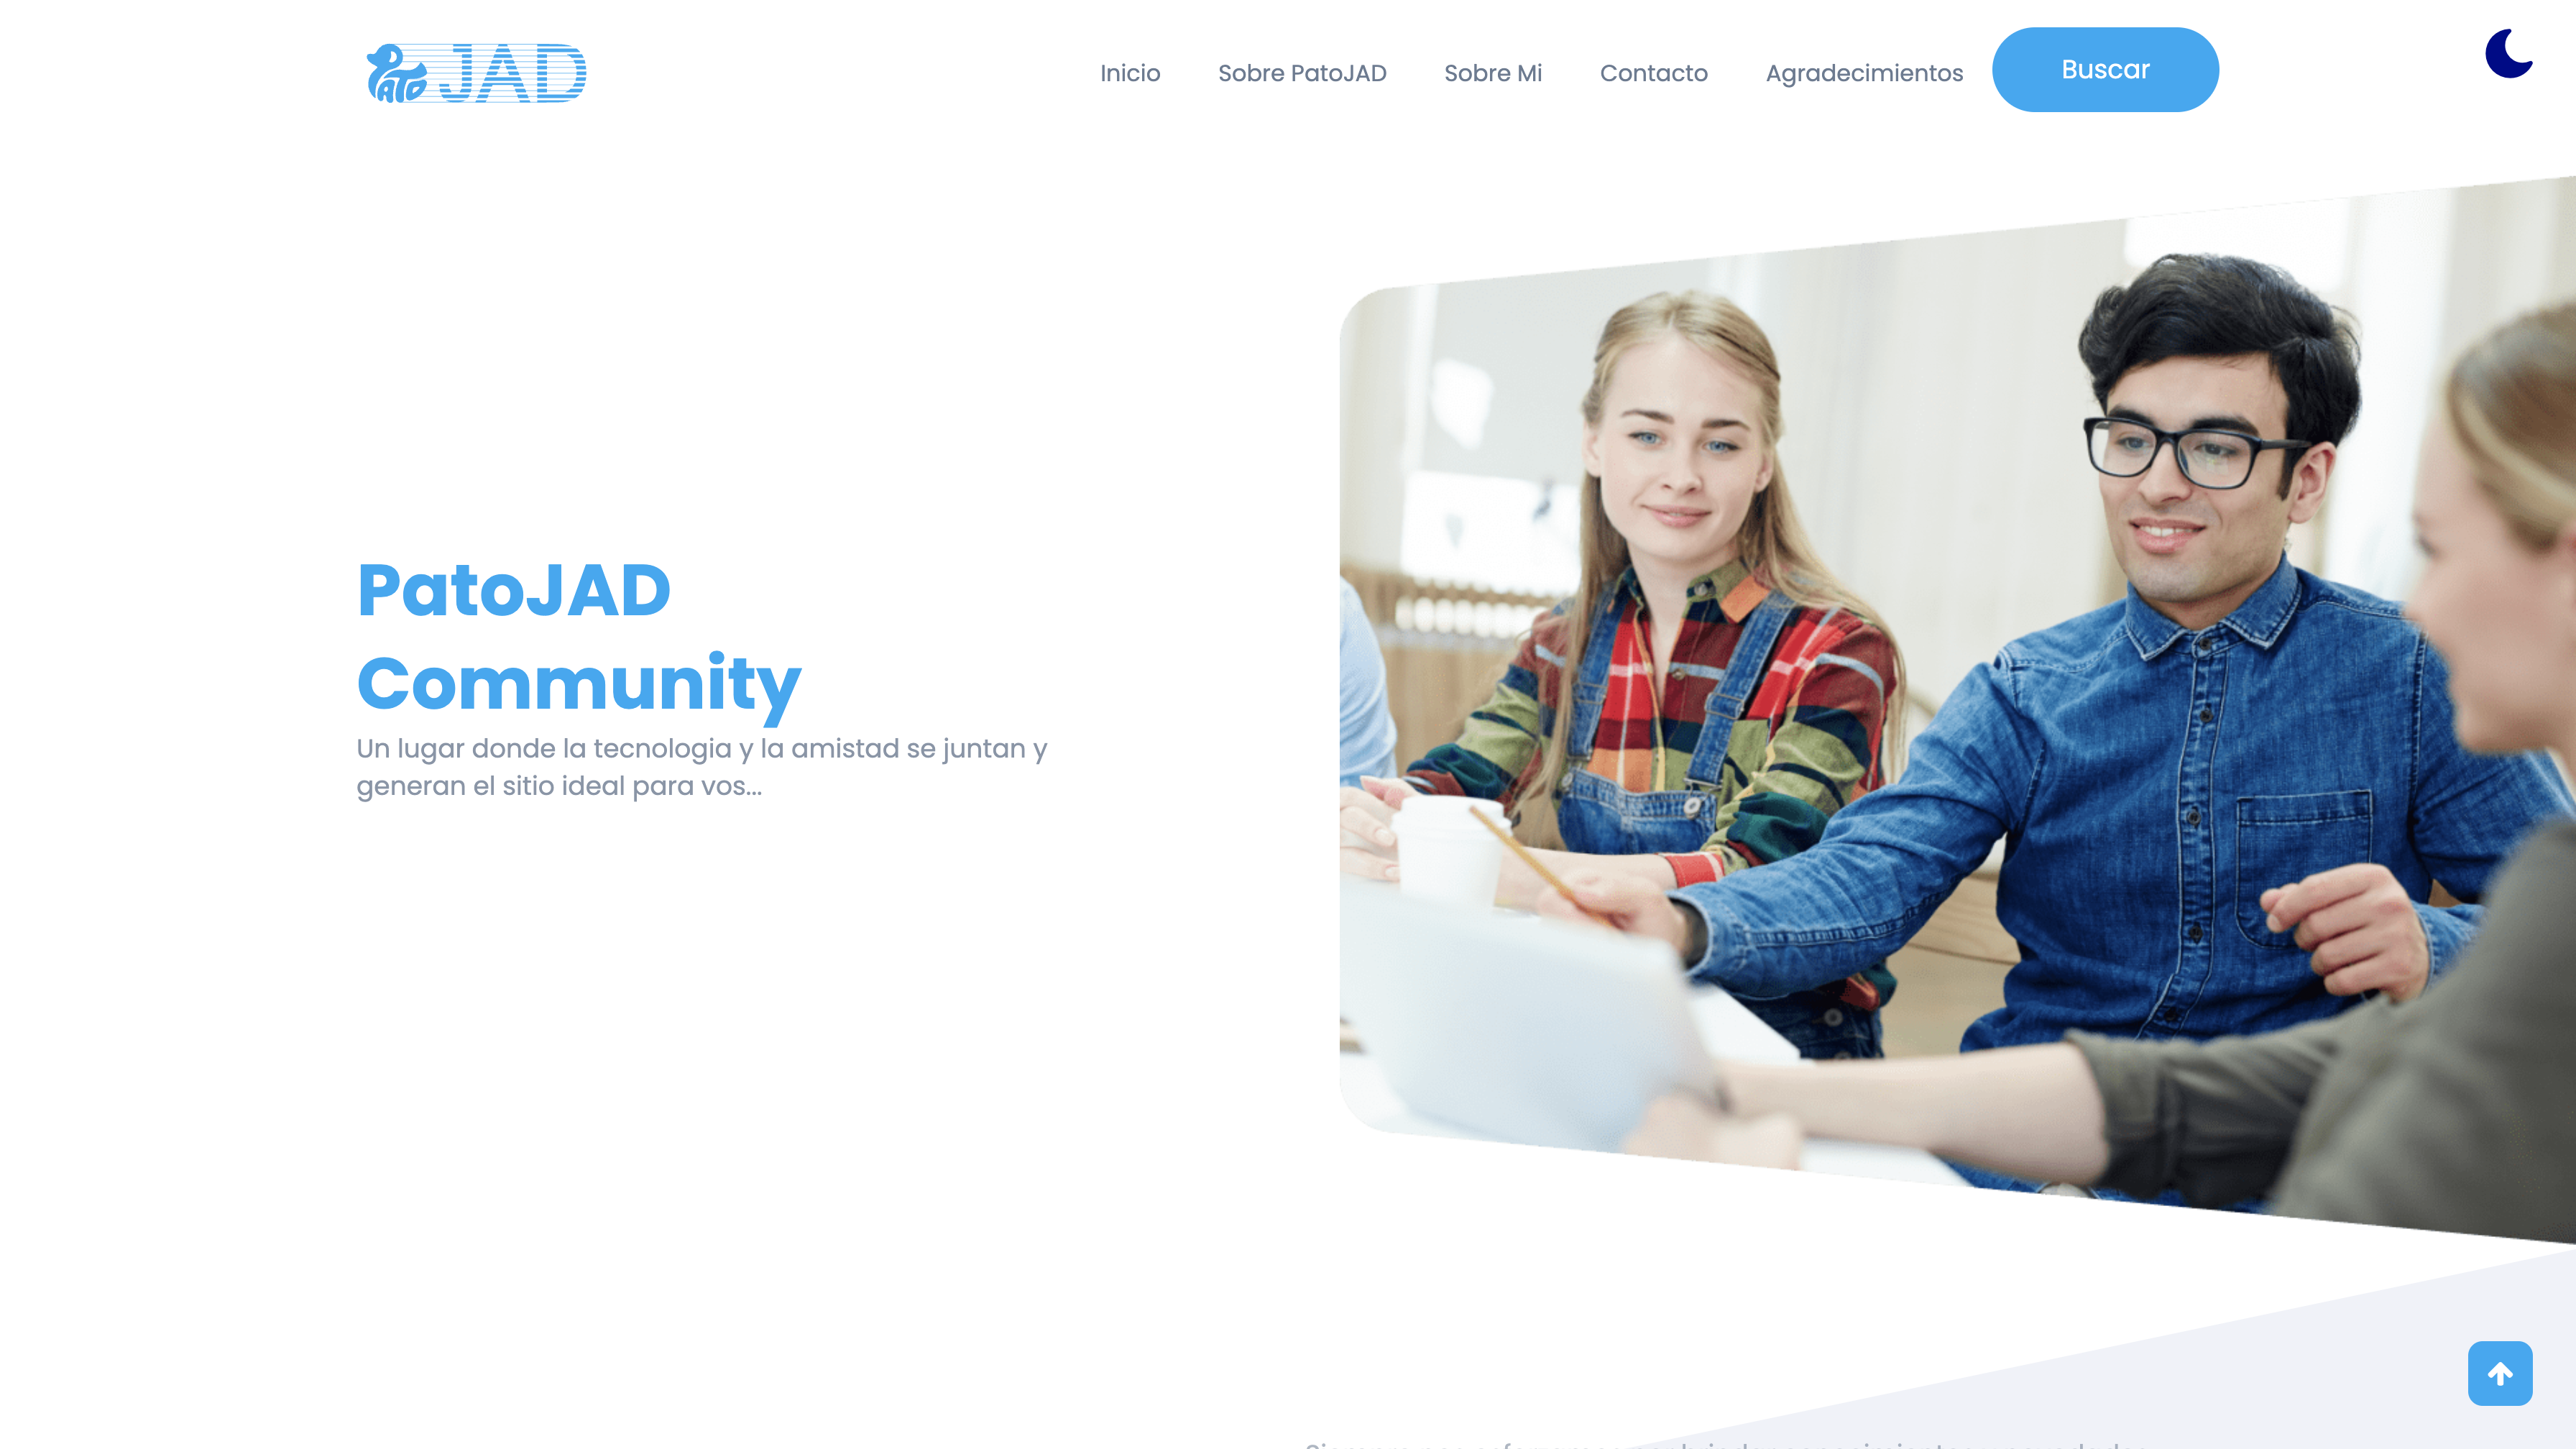 Pato JAD
Inicio
Sobre PatoJAD
Sobre Mi
Contacto
Agradecimientos
Buscar
PatoJAD
Community
Un lugar donde la tecnologia y la amistad se juntan y
generan el sitio ideal para vos...